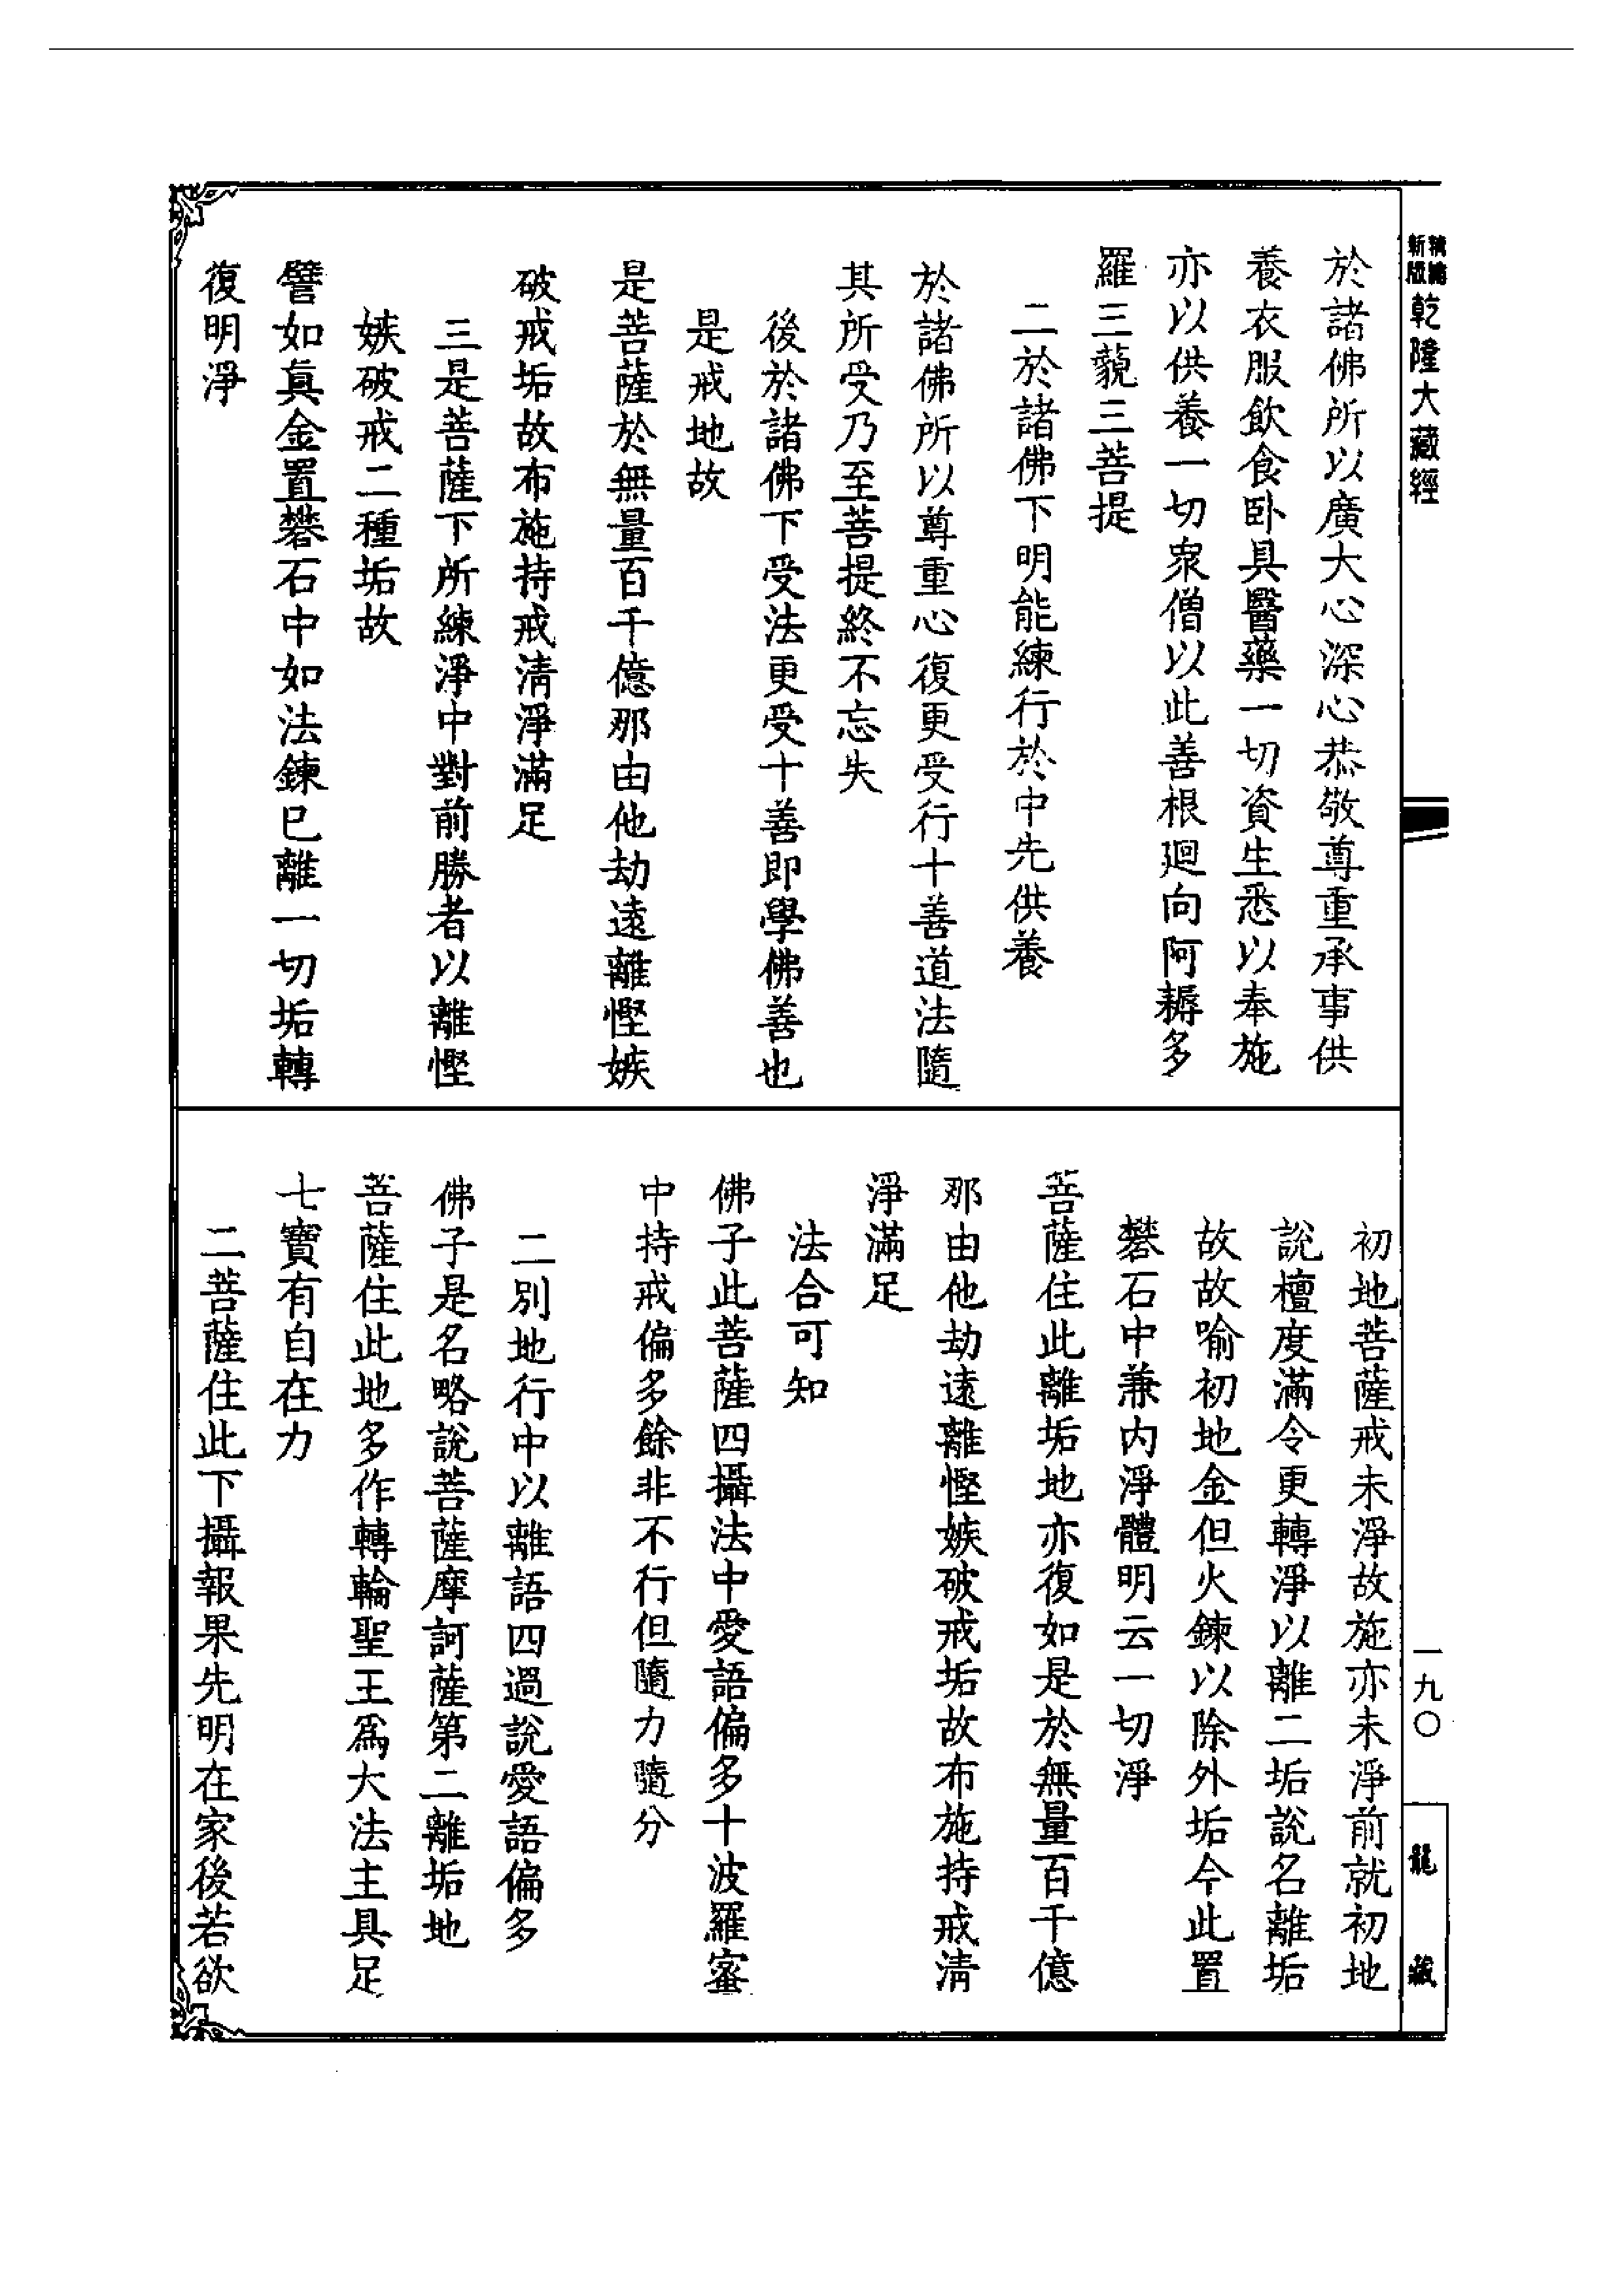 新版精編
乾隆大藏經
於諸佛所以廣大心深心恭敬尊重承事供
養衣服飲食卧具醫藥一切資生悉以奉施
亦以供養一切衆僧以此善根迴向阿耨多
羅三藐三菩提
二於諸佛下明能練行於中先供養
於諸佛所以尊重心復更受行十善道法隨
其所受乃至菩提終不忘失
後於諸佛下受法更受十善即學佛善也
是戒地故
是菩薩於無量百千億那由他劫遠離慳嫉
破戒垢故布施持戒清淨滿足
三是菩薩下所練淨中對前勝者以離慳
嫉破戒二種垢故
譬如真金置礬石中如法鍊已離一切垢轉
復明淨
初地菩薩戒未淨故施亦未淨前就初地
說檀度滿令更轉淨以離二垢說名離垢
故故喻初地金但火鍊以除外垢今此置
礬石中兼内淨體明云一切淨
菩薩住此離垢地亦復如是於無量百千億
那由他劫遠離慳嫉破戒垢故布施持戒清
淨滿足
法合可知
佛子此菩薩四攝法中愛語偏多十波羅蜜
中持戒偏多餘非不行但隨力隨分
二別地行中以離語四過說愛語偏多
佛子是名略說菩薩摩訶薩第二離垢地
菩薩住此地多作轉輪聖王爲大法主具足
七寶有自在力
二菩薩住此下攝報果先明在家後若欲
一九〇
龍藏